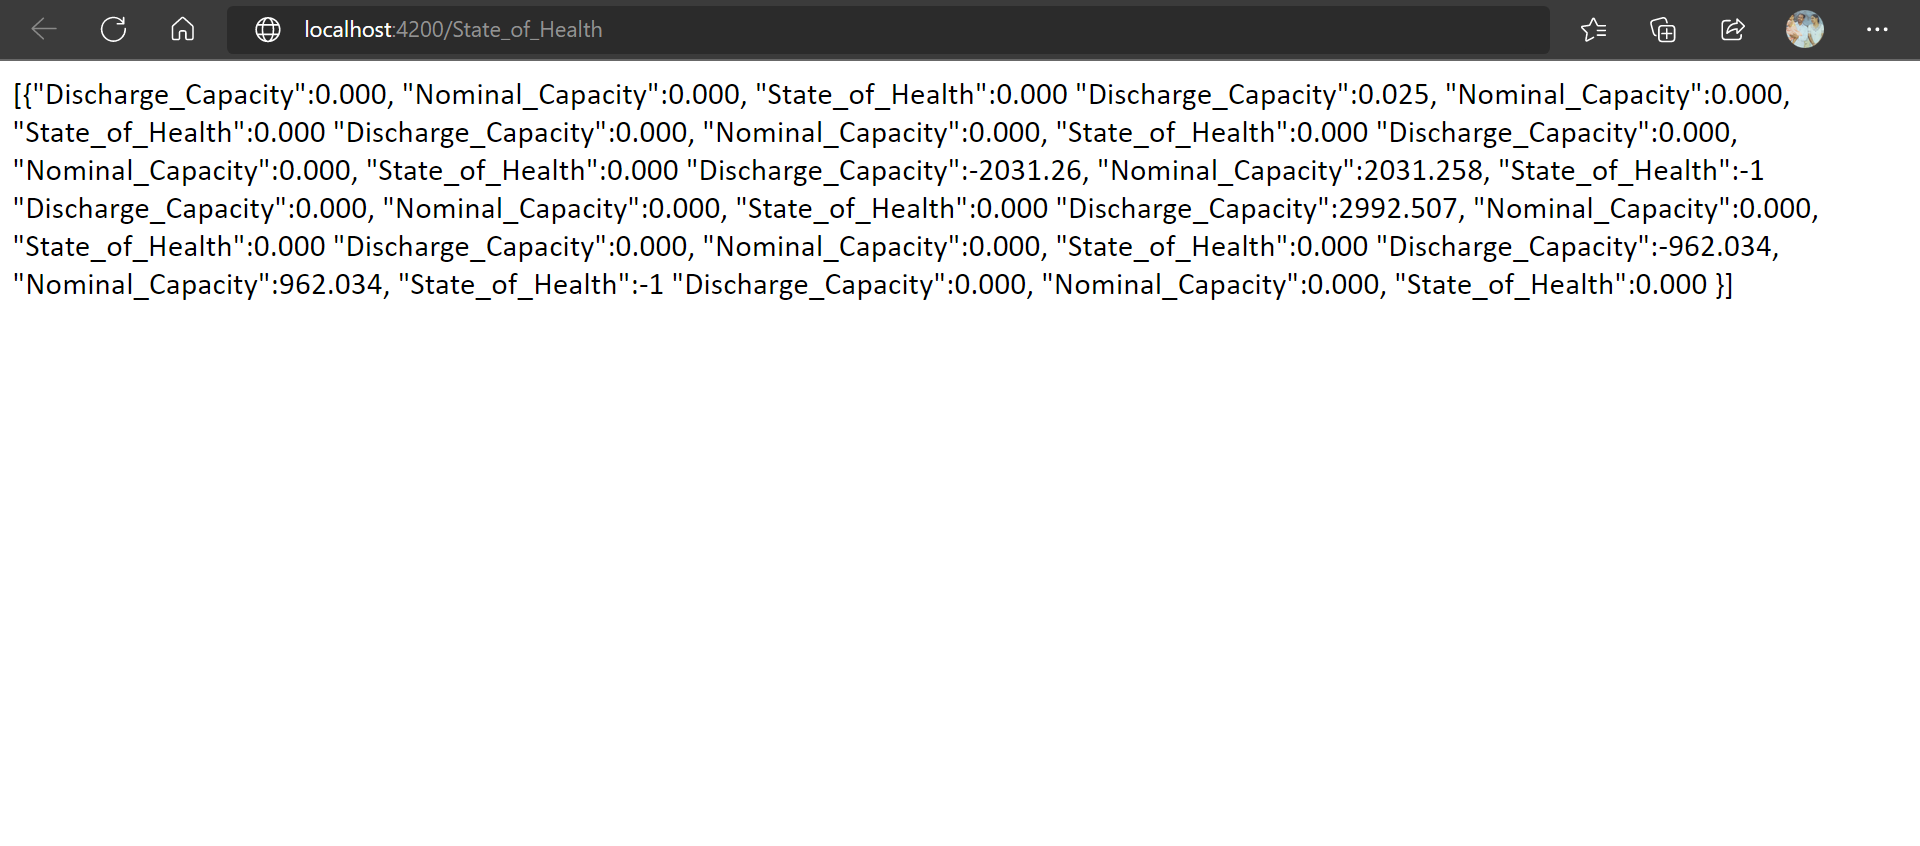 localhost:4200/State_of_Health
[{"Discharge_Capacity":0.000, "Nominal_Capacity":0.000, "State_of_Health":0.000 "Discharge_Capacity":0.025, "Nominal_Capacity":0.000,
"State_of_Health":0.000 "Discharge_Capacity":0.000, "Nominal_Capacity":0.000, "State_of_Health":0.000 "Discharge_Capacity":0.000,
"Nominal_Capacity":0.000, "State_of_Health":0.000 "Discharge_Capacity":-2031.26, "Nominal_Capacity":2031.258, "State_of_Health":-1
"Discharge_Capacity":0.000, "Nominal_Capacity":0.000, "State_of_Health":0.000 "Discharge_Capacity":2992.507, "Nominal_Capacity":0.000,
"State_of_Health":0.000 "Discharge_Capacity":0.000, "Nominal_Capacity":0.000, "State_of_Health":0.000 "Discharge_Capacity":-962.034,
"Nominal_Capacity":962.034, "State_of_Health":-1 "Discharge_Capacity":0.000, "Nominal_Capacity":0.000, "State_of_Health":0.000 }]